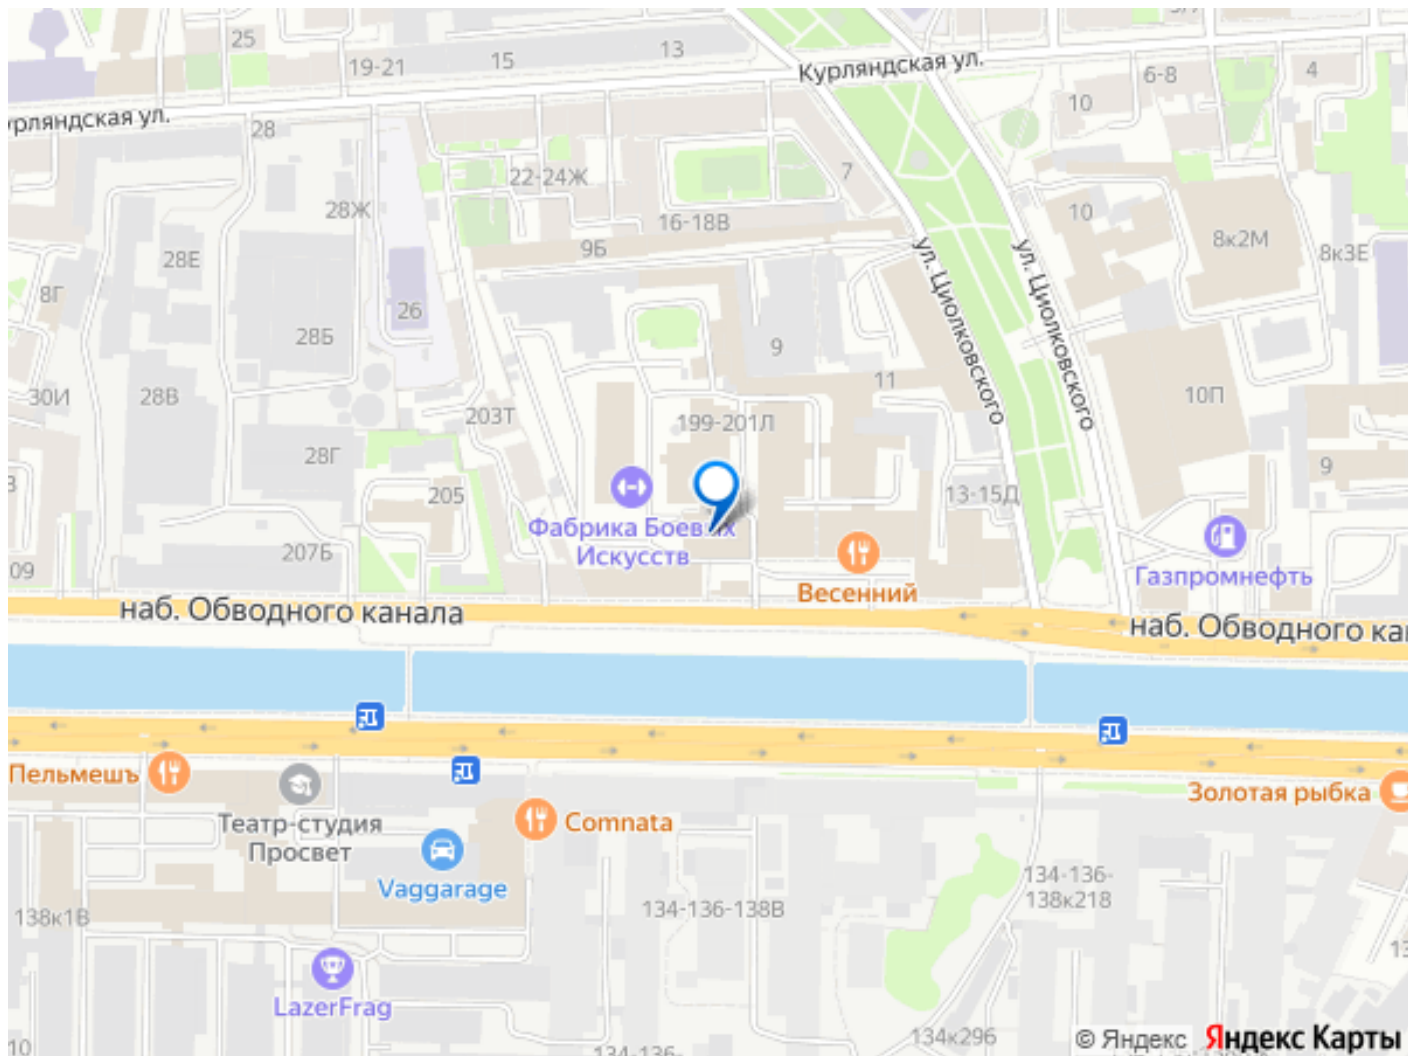 25
15
13
19-21
Курляндская ул.
6-8
4
10
урляндская ул.
28
22-24Ж
7
28Ж
16-18В
10
9Б
8к2М
8к3Е
28Е
8Г
26
ул. Циолковского
ул. Циолковского
28Б
9
11
30И
28В
203Т
199-201Л
10П
28Г
9
205
13-15Д
Фабрика Боевых
Искусств
207Б
09
Весенний
Газпромнефть
наб. Обводного канала
наб. Обводного ка
Пельмешъ
Золотая рыбка
Театр-студия
Просвет
Comnata
Vaggarage
134-136-
138к218
138к1В
134-136-138В
LazerFrag
134к296
10
134-136-
© Яндекс Яндекс Карты